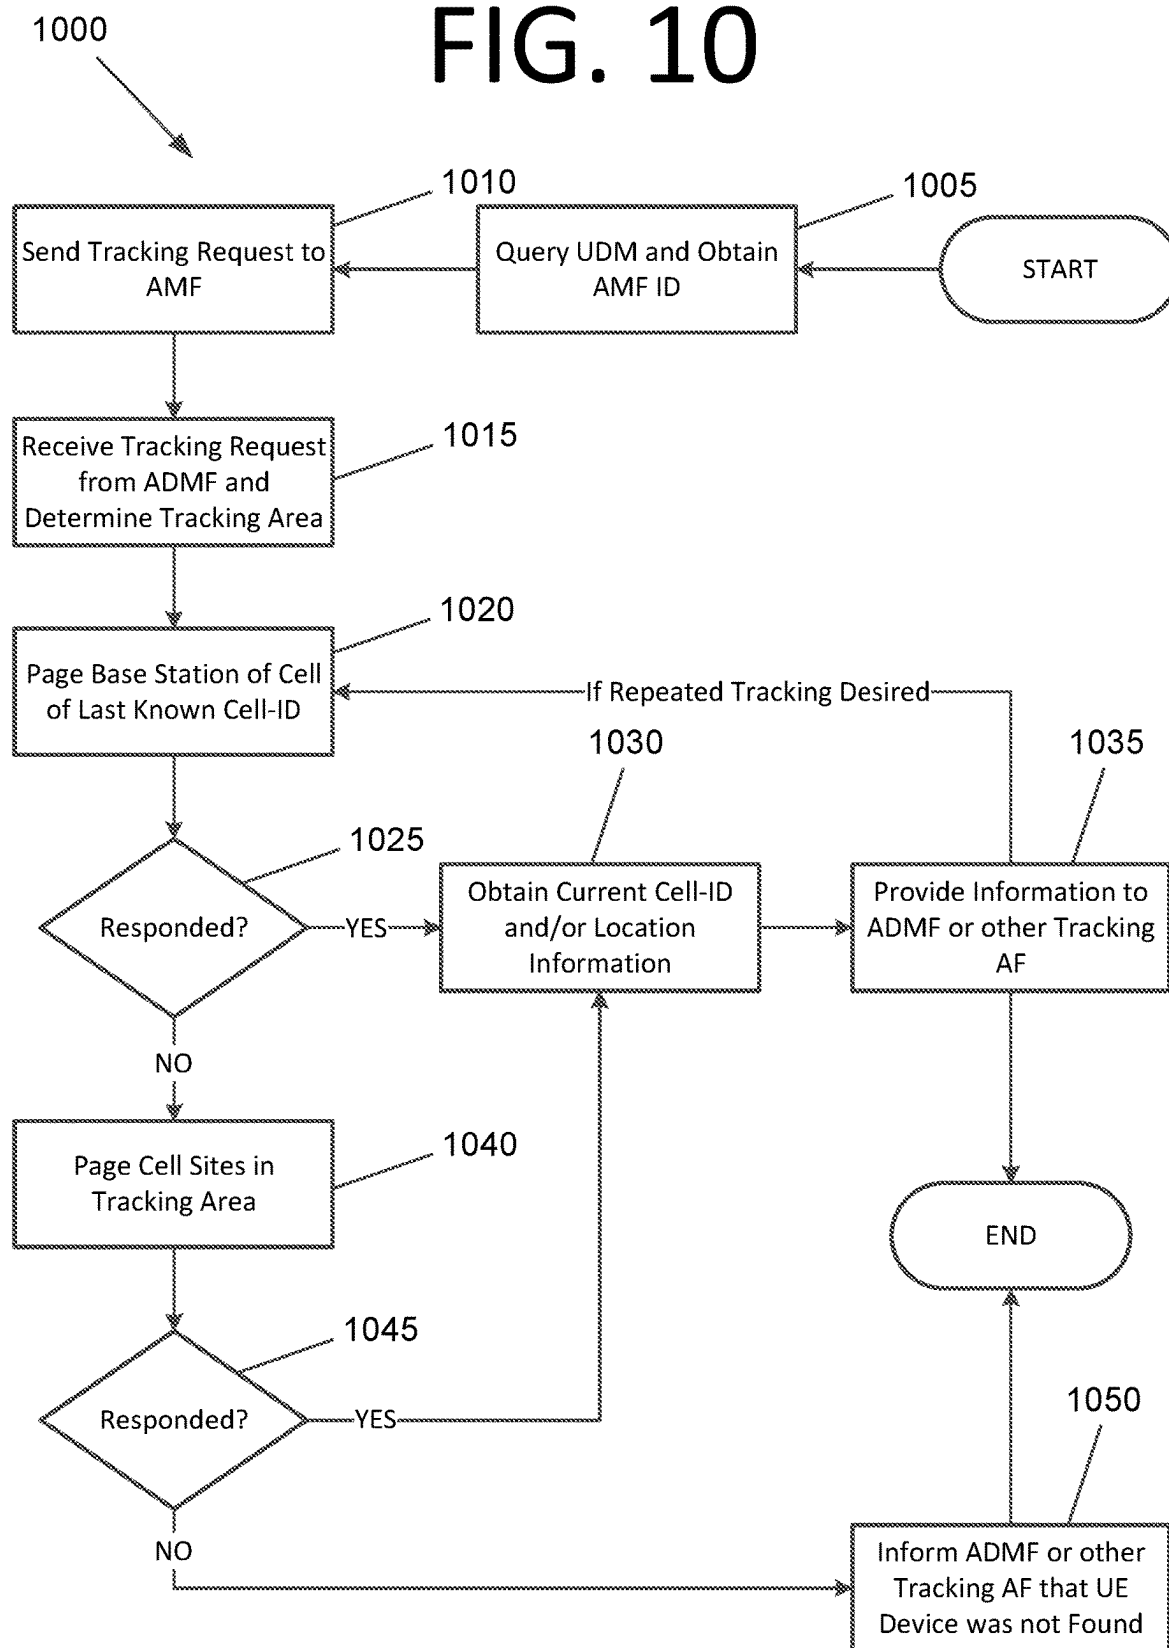 FIG. 10
1000
1010
1005
Send Tracking Request to
AMF
Query UDM and Obtain
AMF ID
START
1015
Receive Tracking Request
from ADMF and
Determine Tracking Area
1020
Page Base Station of Cell
of Last Known Cell-ID
If Repeated Tracking Desired
1030
1035
1025
Responded?
YES
Obtain Current Cell-ID
and/or Location
Information
Provide Information to
ADMF or other Tracking
AF
NO
1040
Page Cell Sites in
Tracking Area
END
1045
Responded?
YES
1050
NO
Inform ADMF or other
Tracking AF that UE
Device was not Found